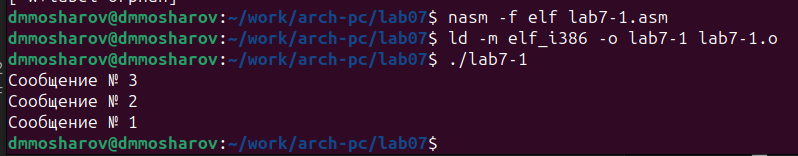 dmmosharov@dmmosharov:~/work/arch-pc/lab07$ nasm -f elf lab7-1.asm
dmmosharov@dmmosharov:~/work/arch-pc/lab07$ ld -m elf_i386 -o lab7-1 lab7-1.o
dmmosharov@dmmosharov:~/work/arch-pc/lab07$ ./lab7-1
Сообщение № 3
Сообщение № 2
Сообщение № 1
dmmosharov@dmmosharov:~/work/arch-pc/lab07$